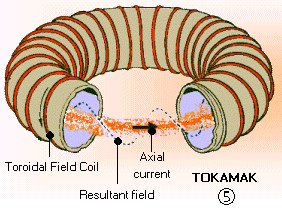 Toroidal Field Coil
Axial
current
Resultant field
TOKAMAK
⑤